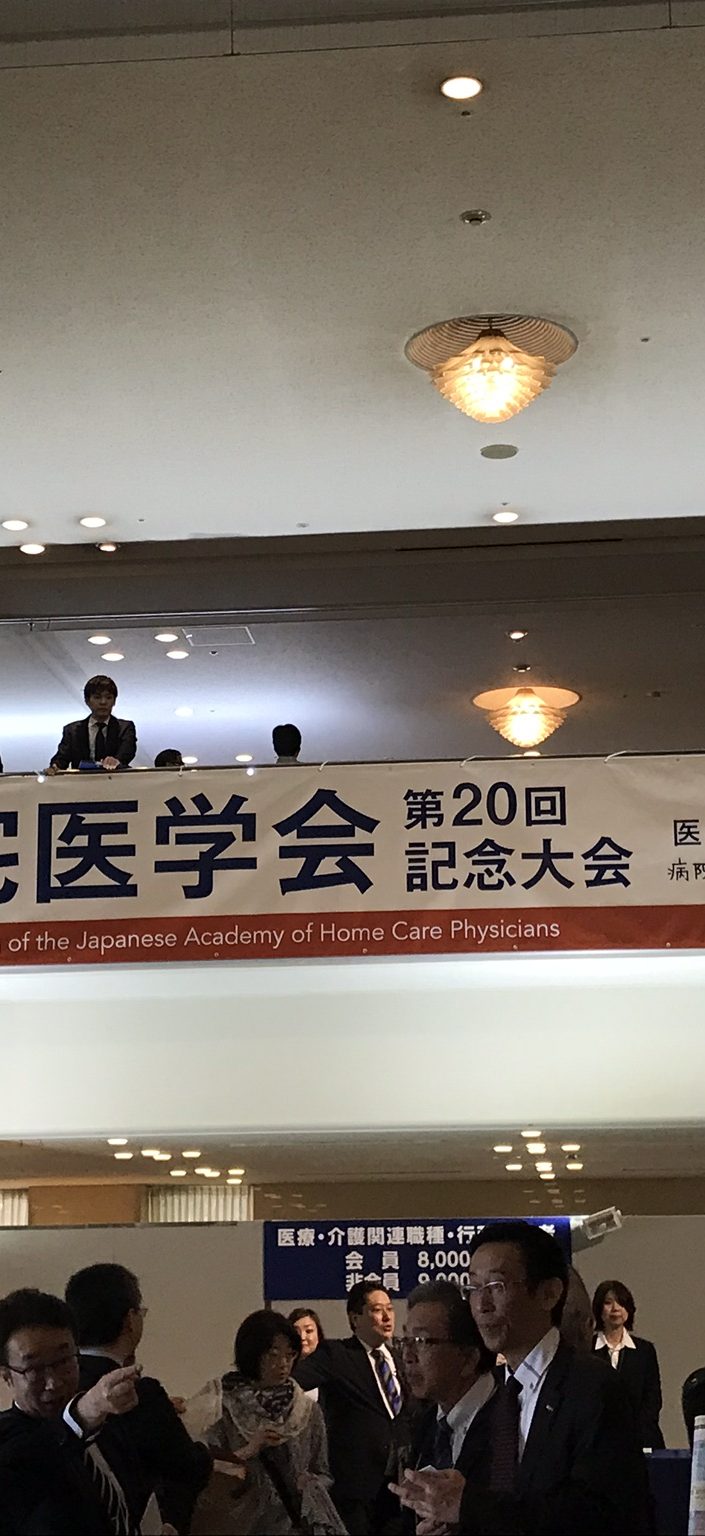 医学会
第20回
記念大会
医
病院
of the Japanese Academy of Home Care Physicians
医療・介護関連職種・行
会 員 8,000
非会員 9,000